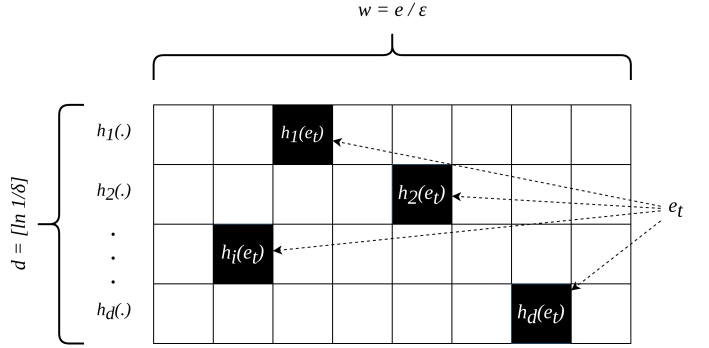 w = e / ε
d = [ln 1/δ]
h1(.)
h1(et)
h2(.)
h2(et)
et
hi(et)
hd(.)
hd(et)